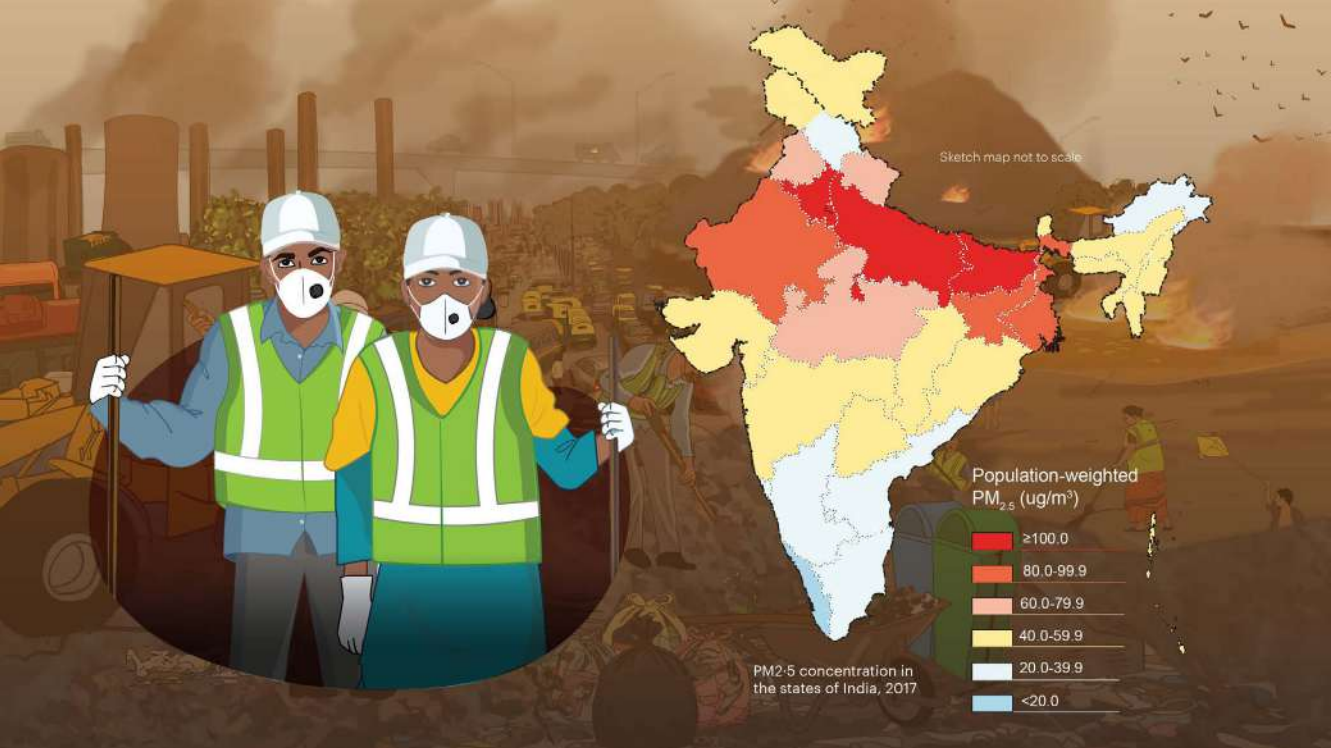 Sketch map not to scale
Population-weighted
PM₂.₅ (ug/m³)
≥100.0
80.0-99.9
60.0-79.9
40.0-59.9
20.0-39.9
<20.0
PM2·5 concentration in
the states of India, 2017